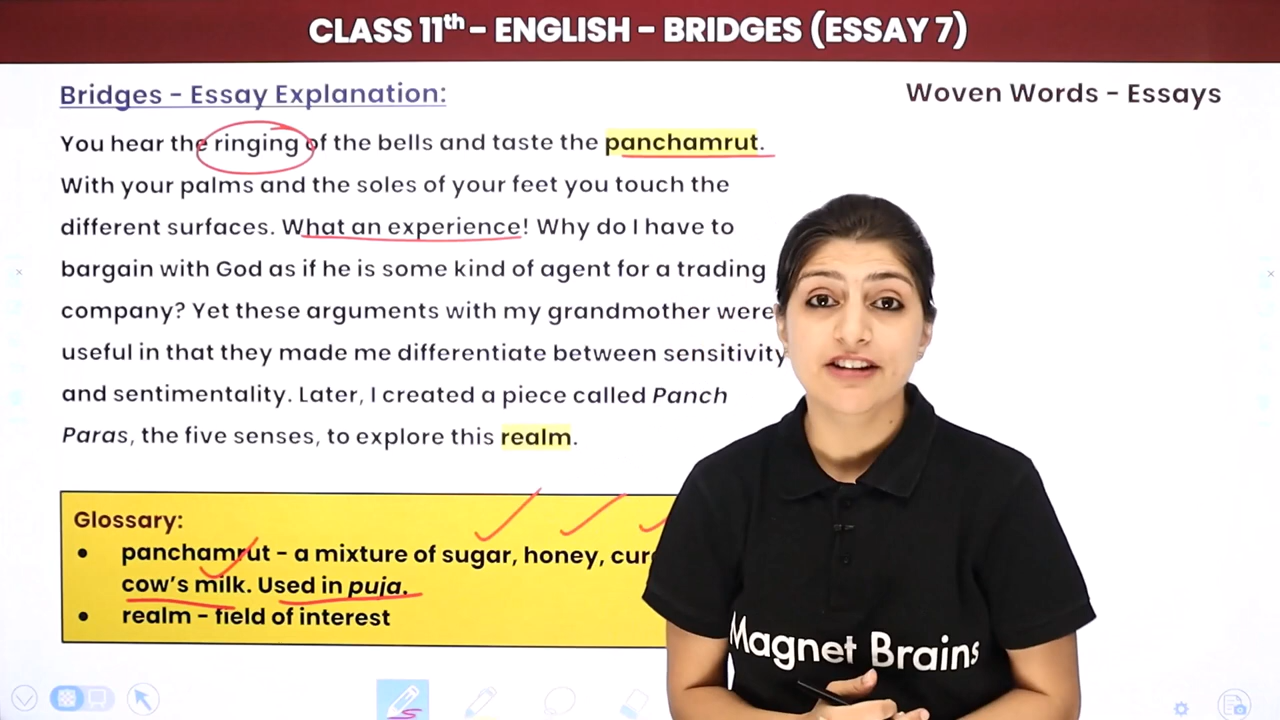 CLASS 11th - ENGLISH - BRIDGES (ESSAY 7)
Bridges - Essay Explanation:
Woven Words - Essays
You hear the ringing of the bells and taste the panchamrut.
With your palms and the soles of your feet you touch the
different surfaces. What an experience! Why do I have to
bargain with God as if he is some kind of agent for a trading
company? Yet these arguments with my grandmother were
useful in that they made me differentiate between sensitivity
and sentimentality. Later, I created a piece called Panch
Paras, the five senses, to explore this realm.
Glossary:
• panchamrut - a mixture of sugar, honey,
cow's milk. Used in puja.
• realm - field of interest
Magnet Brains